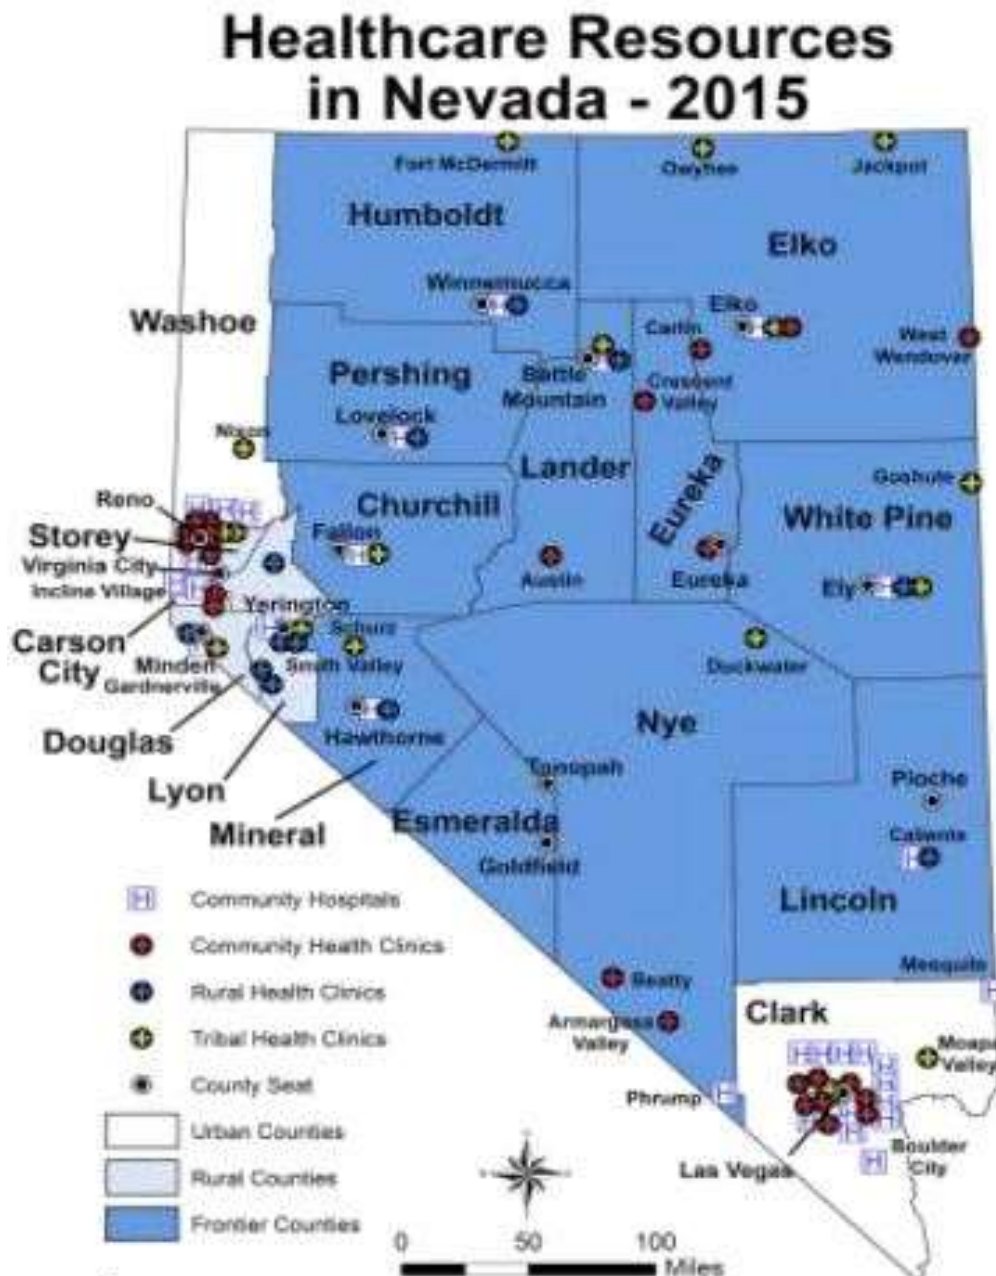 Healthcare Resources
in Nevada - 2015
Fort McDermitt
Owyhee
Jackpot
Humboldt
Elko
Winnemucca
Elko
Washoe
Carlin
West
Wendover
Pershing
Battle
Mountain
Crescent
Valley
Lovelock
Nixon
Lander
Eureka
Goshute
Reno
Churchill
White Pine
Storey
Fallon
Virginia City
Austin
Eureka
Incline Village
Ely
Yerington
Carson
City
Schurz
Minden
Gardnerville
Smith Valley
Duckwater
Douglas
Hawthorne
Nye
Lyon
Tonopah
Pioche
Mineral
Esmeralda
Caliente
Goldfield
Lincoln
H Community Hospitals
Community Health Clinics
Mesquite
Rural Health Clinics
Beatty
Clark
Tribal Health Clinics
Armargosa
Valley
Moapa
Valley
County Seat
Phrump
Urban Counties
Boulder
City
Las Vegas
Rural Counties
Frontier Counties
0 50 100
Miles